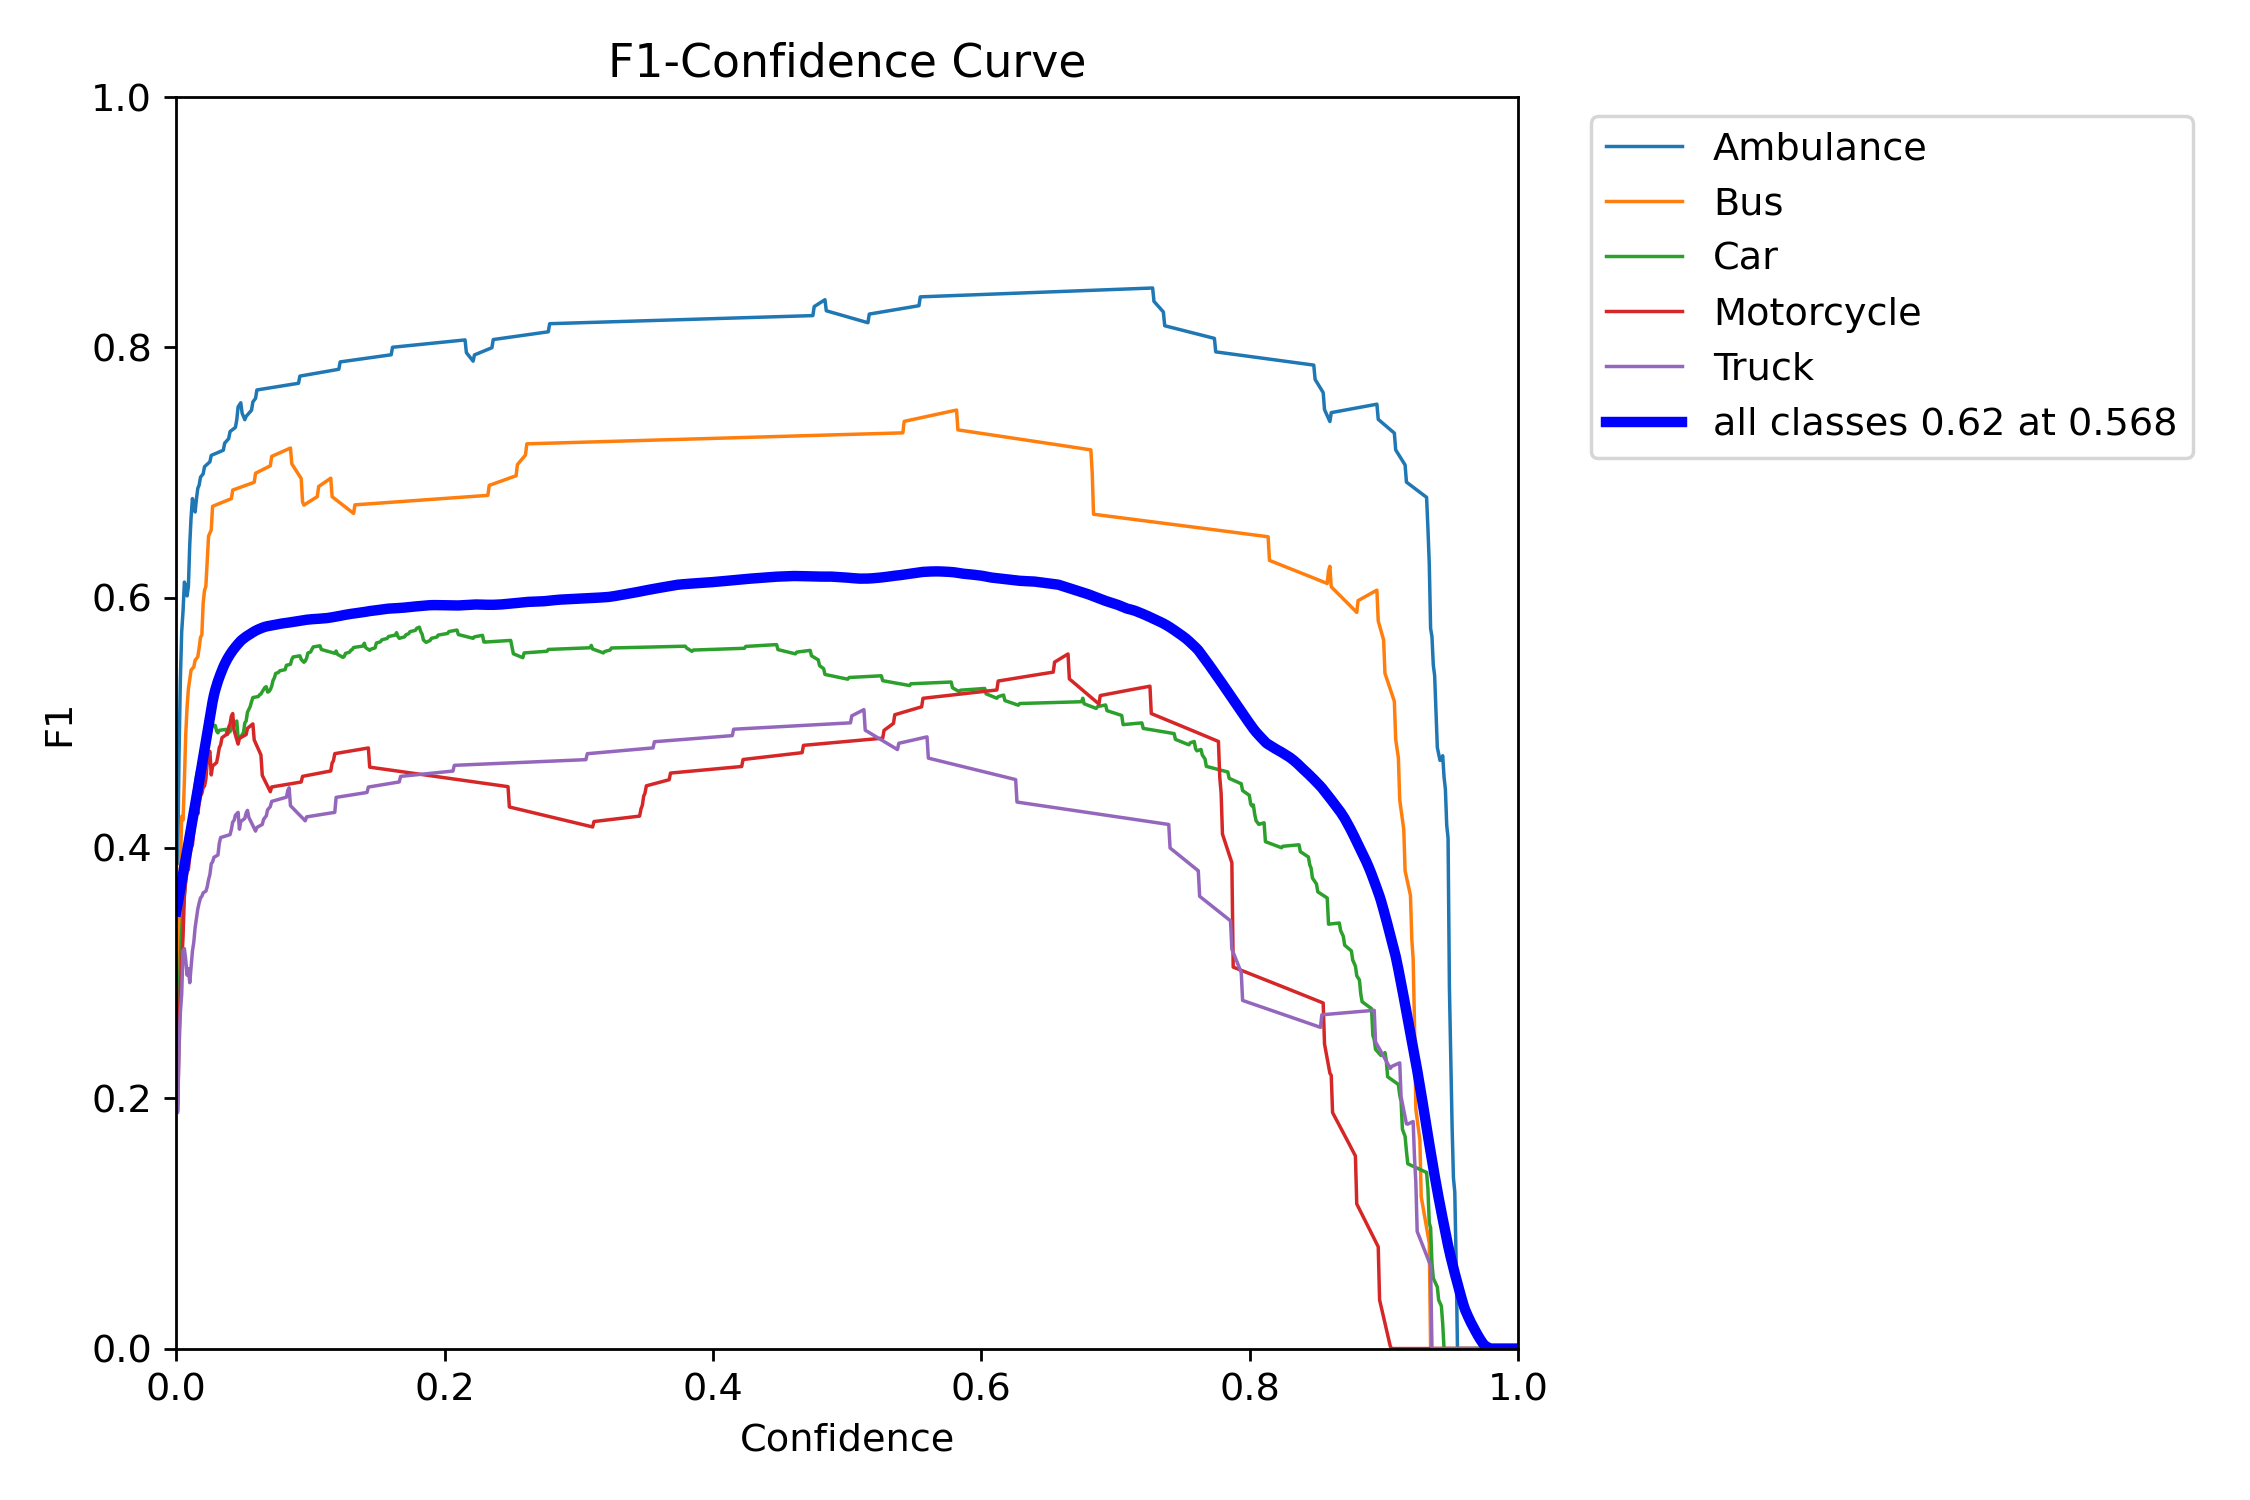 F1-Confidence Curve
1.0
0.8
0.6
0.4
0.2
0.0
F1
0.0 0.2 0.4 0.6 0.8 1.0
Confidence
Ambulance
Bus
Car
Motorcycle
Truck
all classes 0.62 at 0.568